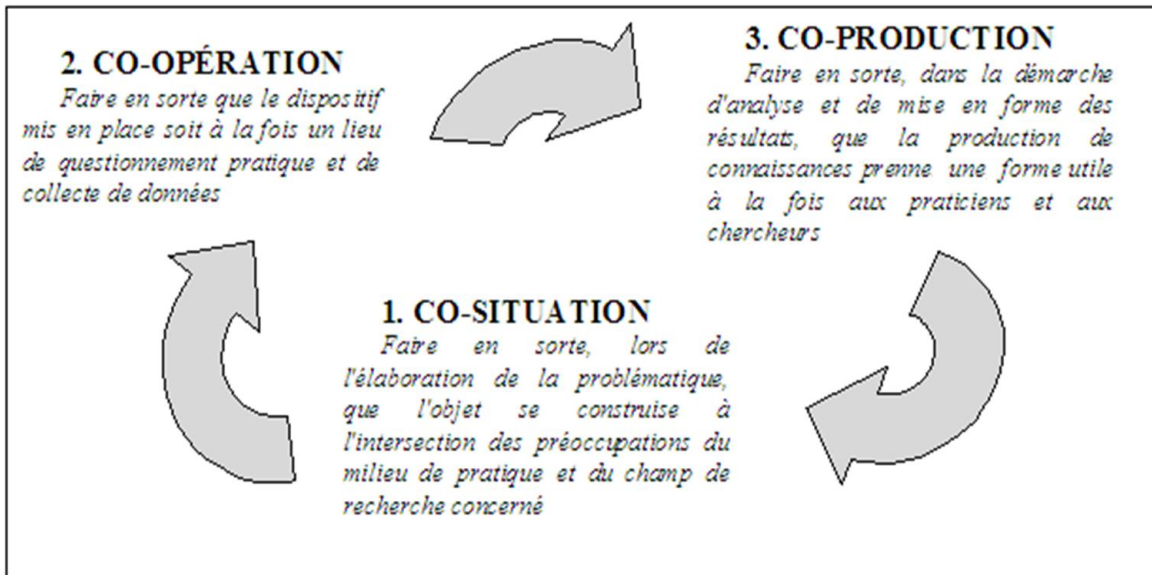 1. CO-SITUATION
Faire en sorte, lors de
l'élaboration de la problématique,
que l'objet se construise à
l'intersection des préoccupations du
milieu de pratique et du champ de
recherche concerné
2. CO-OPÉRATION
Faire en sorte que le dispositif
mis en place soit à la fois un lieu
de questionnement pratique et de
collecte de données
3. CO-PRODUCTION
Faire en sorte, dans la démarche
d'analyse et de mise en forme des
résultats, que la production de
connaissances prenne une forme utile
à la fois aux praticiens et aux
chercheurs